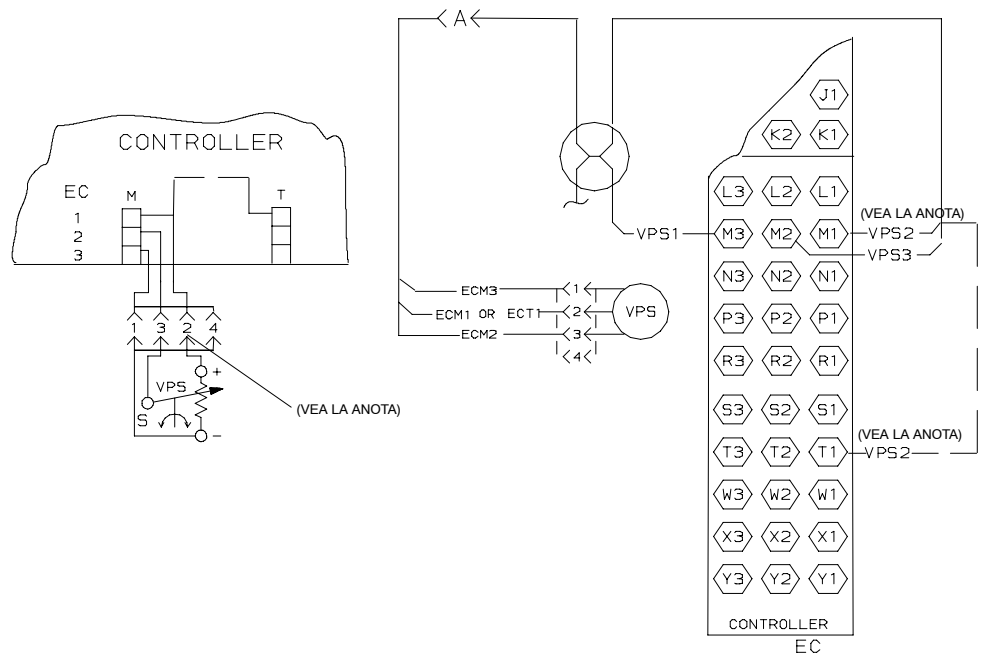 A
CONTROLLER
EC
M
T
1
2
3
1 3 2 4
VPS
+
S
-
(VEA LA ANOTA)
ECM3
ECM1 OR ECT1
ECM2
1
2
3
4
VPS
VPS1
J1
K2 K1
L3 L2 L1
(VEA LA ANOTA)
M3 M2 M1
VPS2
VPS3
N3 N2 N1
P3 P2 P1
R3 R2 R1
S3 S2 S1
(VEA LA ANOTA)
T3 T2 T1
VPS2
W3 W2 W1
X3 X2 X1
Y3 Y2 Y1
CONTROLLER
EC